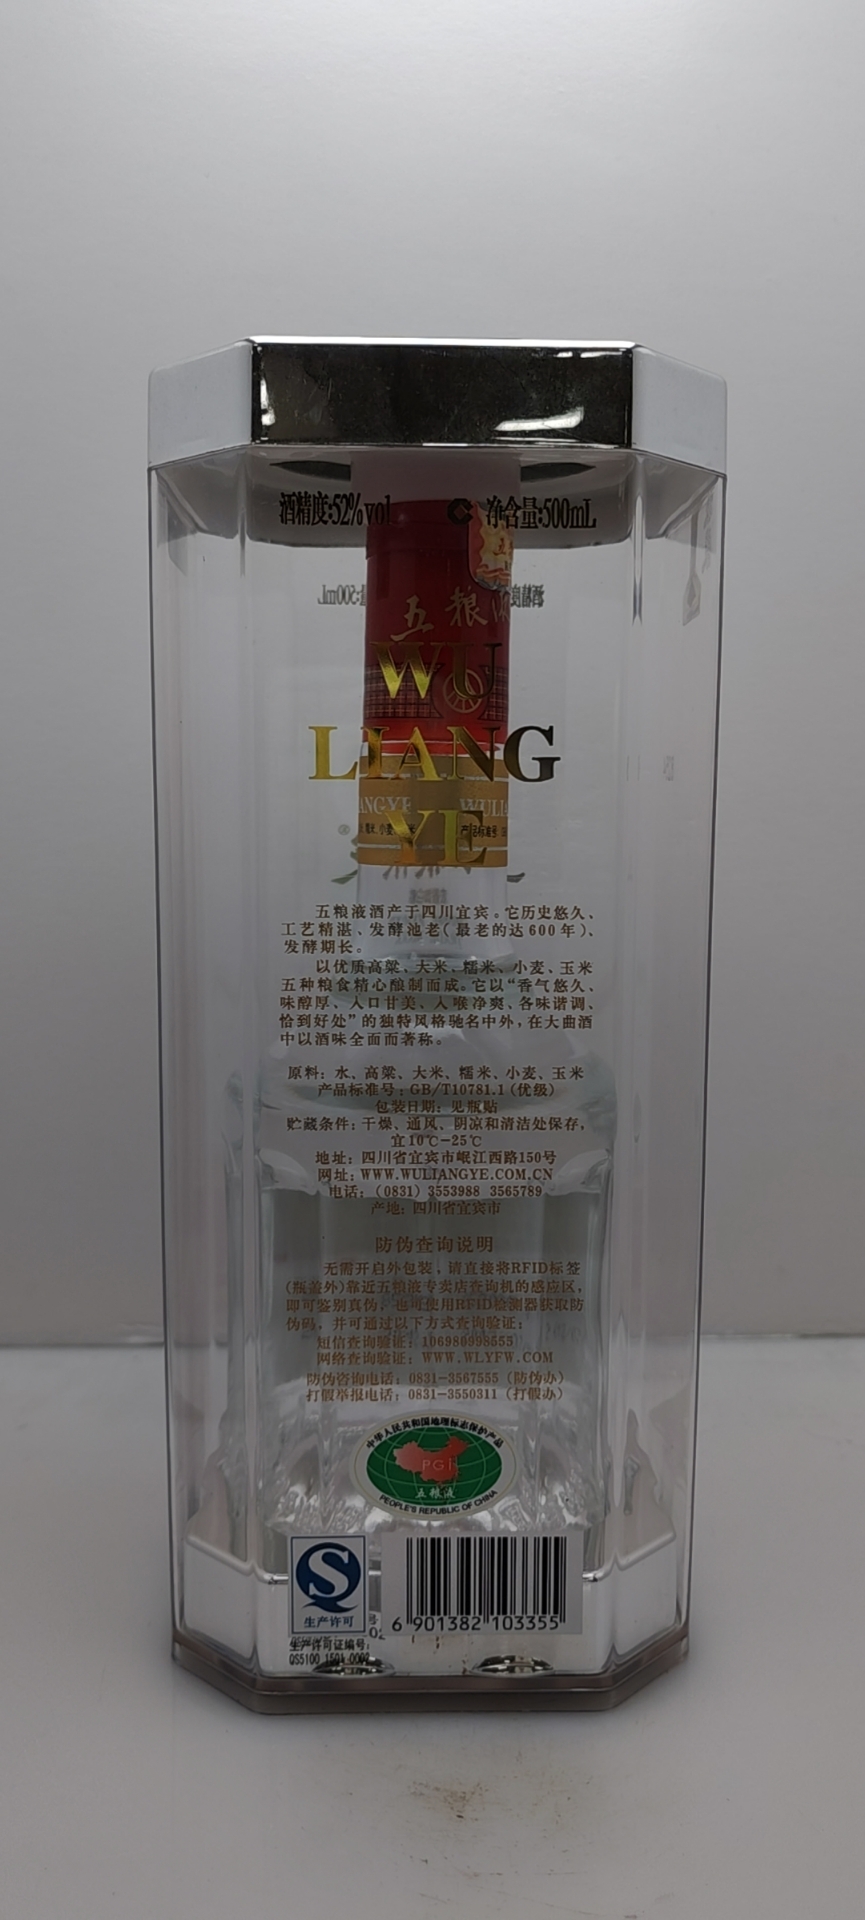 酒精度:52%vol 净含量:500mL
五粮液
WU
LIANG
YE
ANGYE WULIA
产品标准号
五粮液酒产于四川宜宾。它历史悠久、
工艺精湛、发酵池老(最老的达600年)、
发酵期长。
以优质高粱、大米、糯米、小麦、玉米
五种粮食精心酿制而成。它以“香气悠久、
味醇厚、入口甘美、入喉净爽、各味谐调、
恰到好处”的独特风格驰名中外,在大曲酒
中以酒味全面而著称。
原料: 水、高粱、大米、糯米、小麦、玉米
产品标准号: GB/T10781.1(优级)
包装日期: 见瓶贴
贮藏条件: 干燥、通风、阴凉和清洁处保存,
宜10℃-25℃
地址: 四川省宜宾市岷江西路150号
网址: WWW.WULIANGYE.COM.CN
电话: (0831) 3553988 3565789
产地: 四川省宜宾市
防伪查询说明
无需开启外包装,请直接将RFID标签
(瓶盖外)靠近五粮液专卖店查询机的感应区,
即可鉴别真伪。也可使用RFID检测器获取防
伪码,并可通过以下方式查询验证:
短信查询验证: 106980998555
网络查询验证: WWW.WLYFW.COM
防伪咨询电话: 0831-3567555 (防伪办)
打假举报电话: 0831-3550311 (打假办)
中华人民共和国地理标志保护产品
PGI
五粮液
PEOPLE'S REPUBLIC OF CHINA
生产许可
6 901382 103355
生产许可证编号:
QS5100 1501 0002